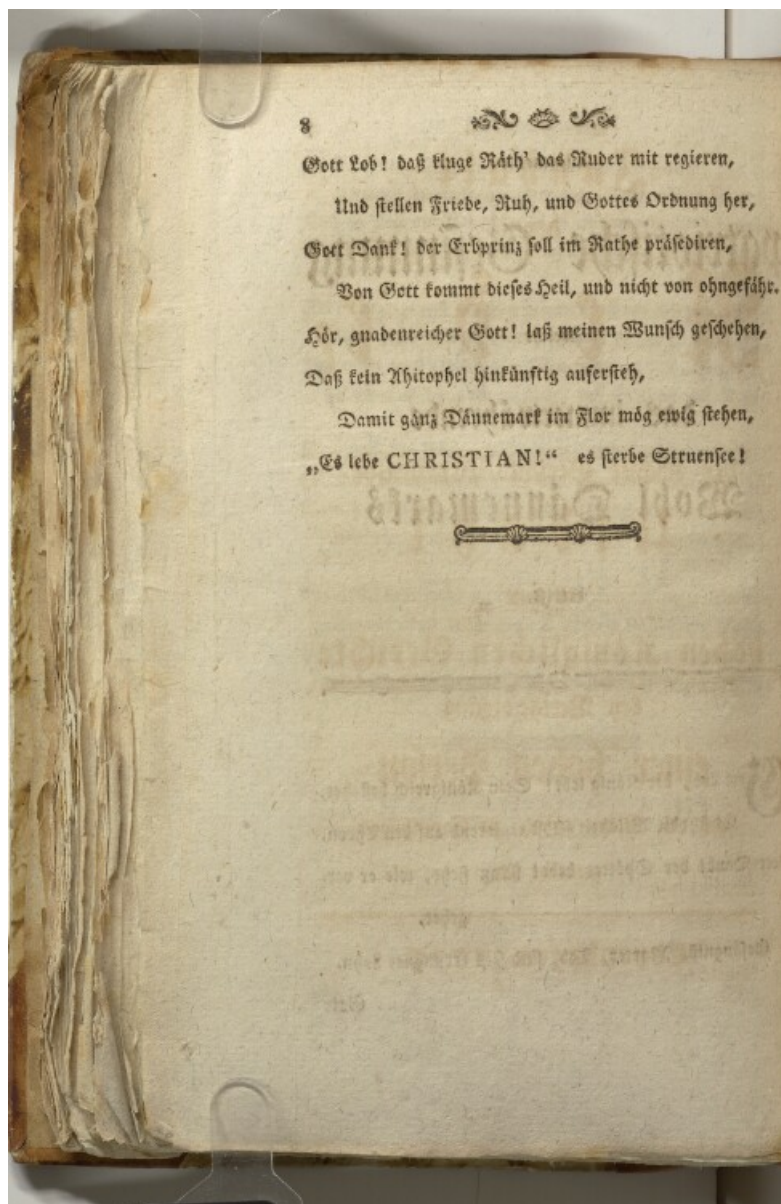 8
Gott Lob! daß kluge Räth' das Ruder mit regieren,
Und stellen Friede, Ruh, und Gottes Ordnung her,
Gott Dank! der Erbprinz soll im Rathe präsediren,
Von Gott kommt dieses Heil, und nicht von ohngefähr.
Hör, gnadenreicher Gott! laß meinen Wunsch geschehen,
Daß kein Ahitophel hinkünftig aufersteh,
Damit ganz Dännemark im Flor mög ewig stehen,
„Es lebe CHRISTIAN!“ es sterbe Struensee!